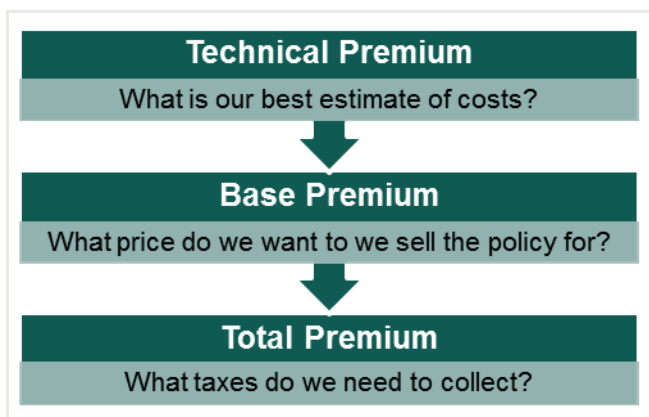 Technical Premium
What is our best estimate of costs?
Base Premium
What price do we want to we sell the policy for?
Total Premium
What taxes do we need to collect?